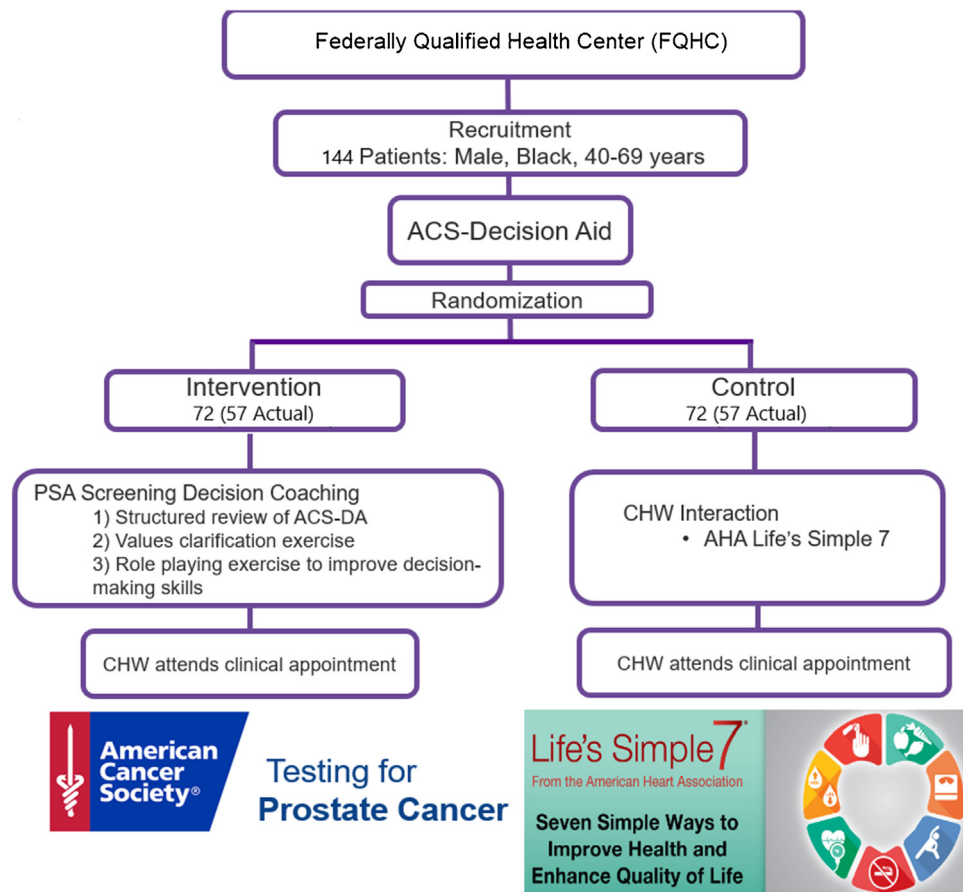 Federally Qualified Health Center (FQHC)
Recruitment
144 Patients: Male, Black, 40-69 years
ACS-Decision Aid
Randomization
Intervention
72 (57 Actual)
Control
72 (57 Actual)
PSA Screening Decision Coaching
1) Structured review of ACS-DA
2) Values clarification exercise
3) Role playing exercise to improve decision-
making skills
CHW Interaction
• AHA Life's Simple 7
CHW attends clinical appointment
CHW attends clinical appointment
American
Cancer
Society®
Testing for
Prostate Cancer
Life's Simple 7®
From the American Heart Association
Seven Simple Ways to
Improve Health and
Enhance Quality of Life